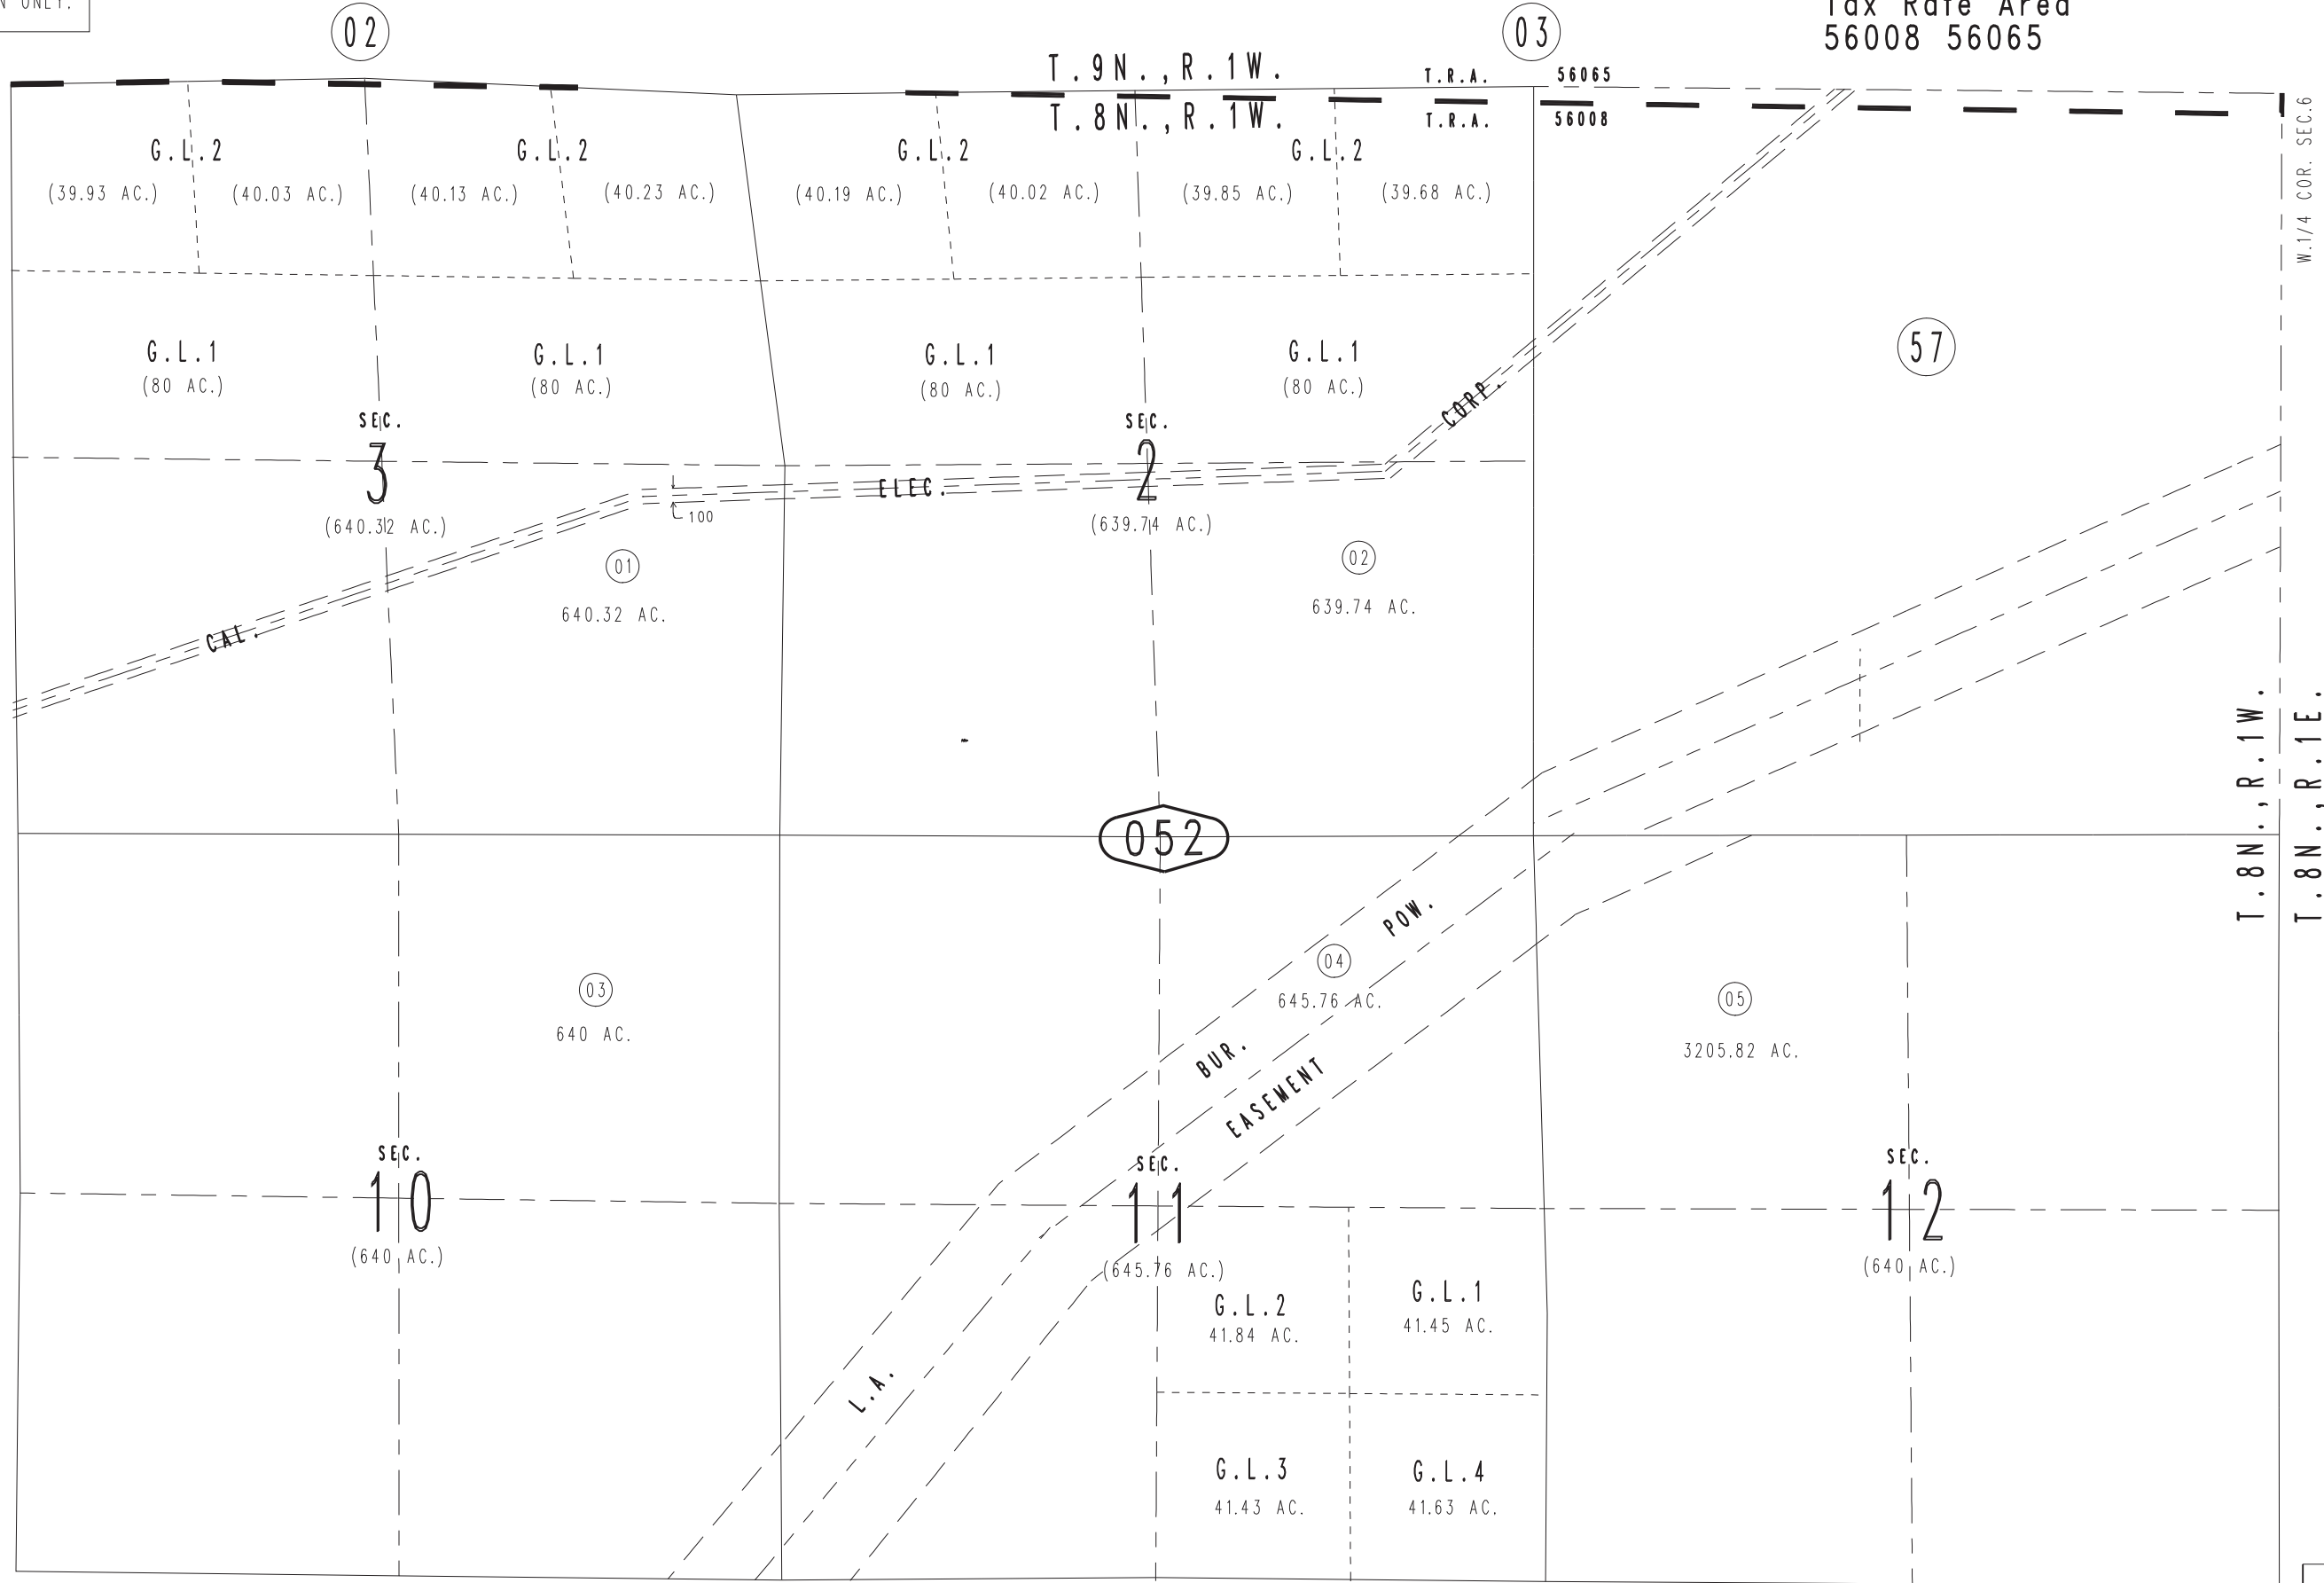 N ONLY.
02
03
Tax Rate Area
56008 56065
T.9N.,R.1W.
T.R.A. 56065
T.8N.,R.1W.
T.R.A. 56008
W.1/4 COR. SEC.6
G.L.2
G.L.2
G.L.2
G.L.2
(39.93 AC.)
(40.03 AC.)
(40.13 AC.)
(40.23 AC.)
(40.19 AC.)
(40.02 AC.)
(39.85 AC.)
(39.68 AC.)
57
G.L.1
(80 AC.)
G.L.1
(80 AC.)
G.L.1
(80 AC.)
G.L.1
(80 AC.)
SEC.
3
(640.32 AC.)
SEC.
2
(639.74 AC.)
CAL.
ELEC.
CORP.
100
01
640.32 AC.
02
639.74 AC.
T.8N.,R.1W.
T.8N.,R.1E.
052
03
640 AC.
04
645.76 AC.
05
3205.82 AC.
L.A.
BUR.
POW.
EASEMENT
SEC.
10
(640 AC.)
SEC.
11
(645.76 AC.)
SEC.
12
(640 AC.)
G.L.2
41.84 AC.
G.L.1
41.45 AC.
G.L.3
41.43 AC.
G.L.4
41.63 AC.